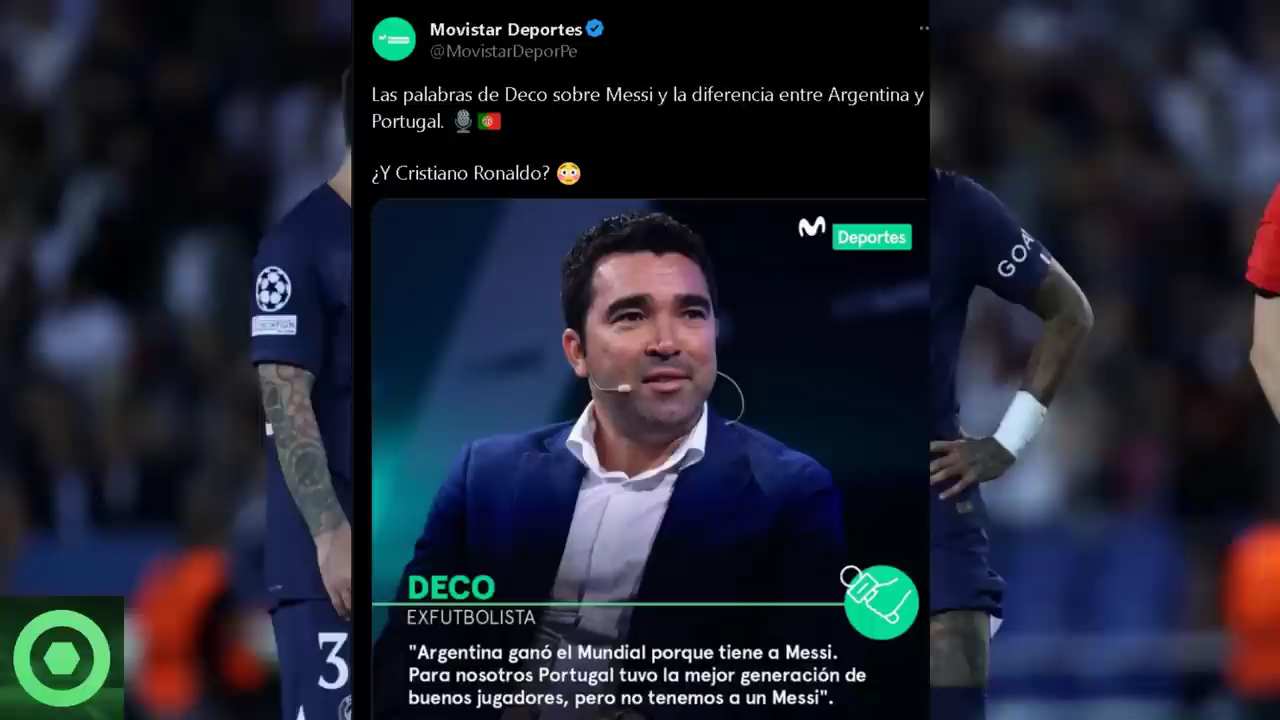 Movistar Deportes
@MovistarDeporPe
Las palabras de Deco sobre Messi y la diferencia entre Argentina y
Portugal.
¿Y Cristiano Ronaldo?
Deportes
GOA
DECO
EXFUTBOLISTA
"Argentina ganó el Mundial porque tiene a Messi.
Para nosotros Portugal tuvo la mejor generación de
buenos jugadores, pero no tenemos a un Messi".
3